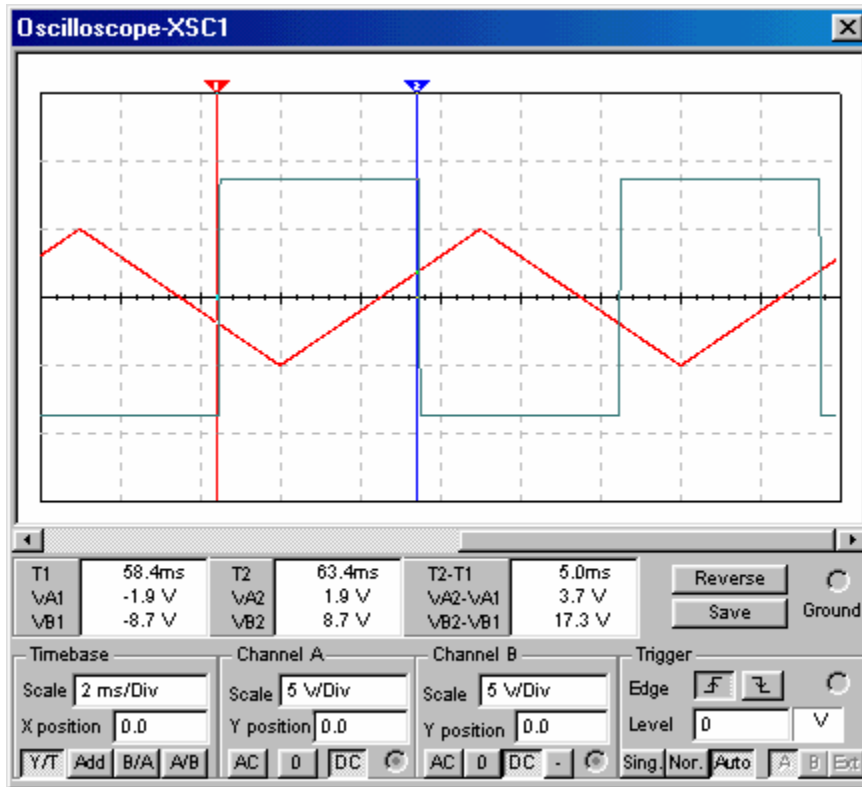 Oscilloscope-XSC1
1 2
T1 58.4ms T2 63.4ms T2-T1 5.0ms Reverse
VA1 -1.9 V VA2 1.9 V VA2-VA1 3.7 V
VB1 -8.7 V VB2 8.7 V VB2-VB1 17.3 V Save Ground
Timebase Channel A Channel B Trigger
Scale 2 ms/Div Scale 5 V/Div Scale 5 V/Div Edge
X position 0.0 Y position 0.0 Y position 0.0 Level 0 V
Y/T Add B/A A/B AC 0 DC AC 0 DC - Sing. Nor. Auto A B Ext